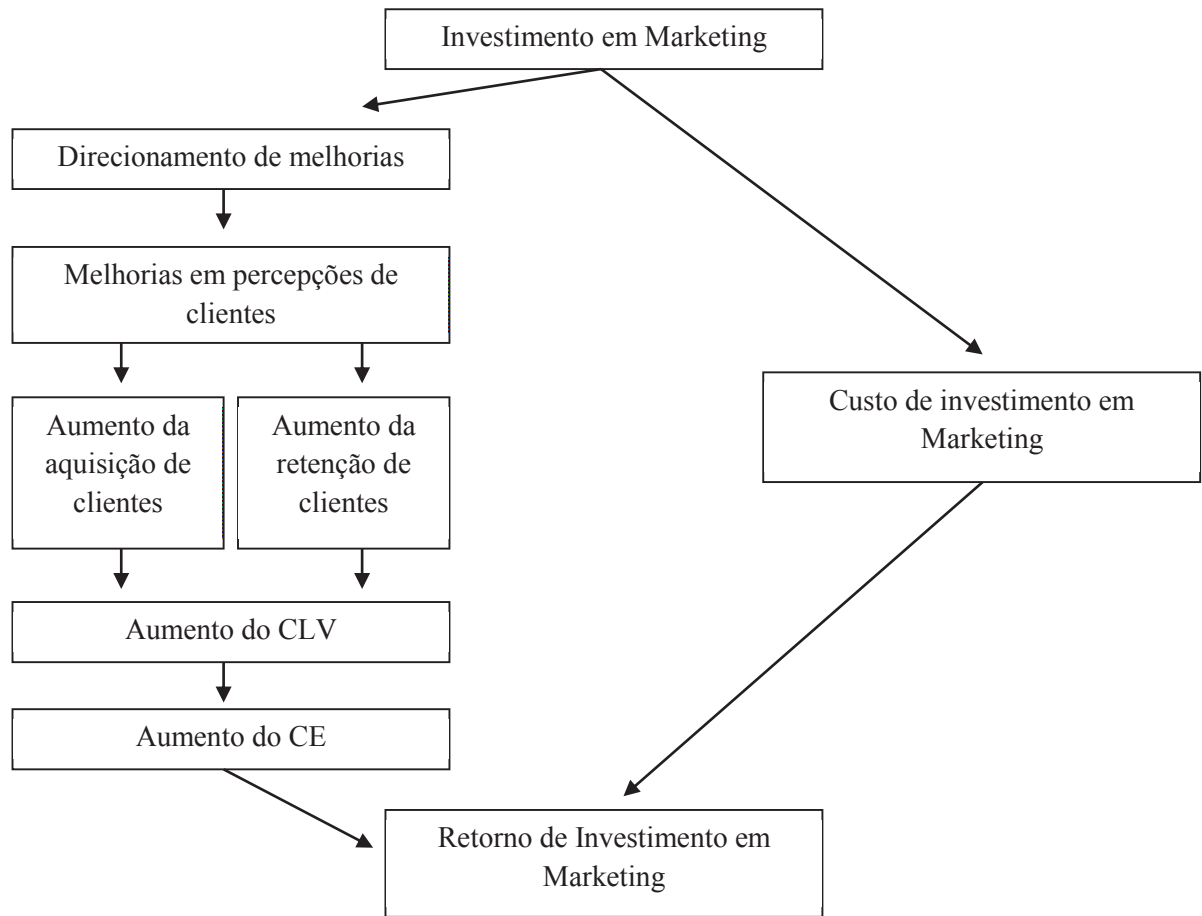 Investimento em Marketing
Direcionamento de melhorias
Melhorias em percepções de
clientes
Aumento da
aquisição de
clientes
Aumento da
retenção de
clientes
Custo de investimento em
Marketing
Aumento do CLV
Aumento do CE
Retorno de Investimento em
Marketing